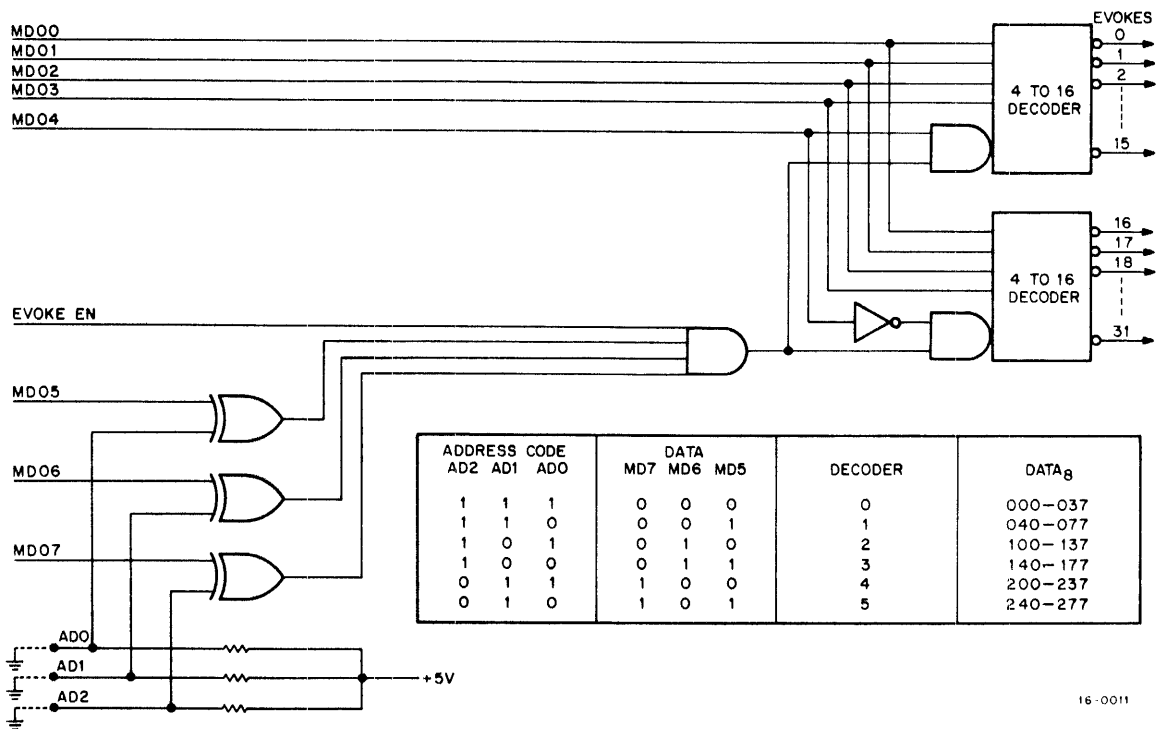 EVOKES
MD00
0
MD01
1
MD02
2
MD03
4 TO 16
DECODER
MD04
15
16
17
18
4 TO 16
DECODER
EVOKE EN
31
MD05
MD06
MD07
ADDRESS CODE DATA
AD2 AD1 AD0 MD7 MD6 MD5 DECODER DATA8
1 1 1 0 0 0 0 000-037
1 1 0 0 0 1 1 040-077
1 0 1 0 1 0 2 100-137
1 0 0 0 1 1 3 140-177
0 1 1 1 0 0 4 200-237
0 1 0 1 0 1 5 240-277
AD0
AD1
+5V
AD2
16-0011